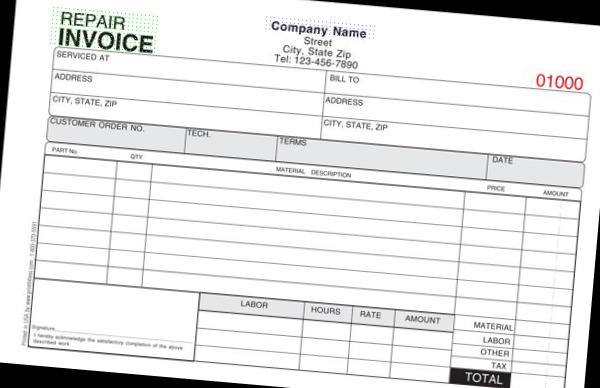 REPAIR
INVOICE
Company Name
Street
City, State Zip
Tel: 123-456-7890
01000
SERVICED AT
BILL TO
ADDRESS
ADDRESS
CITY, STATE, ZIP
CITY, STATE, ZIP
CUSTOMER ORDER NO.
TECH.
TERMS
DATE
PART No.
QTY
MATERIAL DESCRIPTION
PRICE
AMOUNT
LABOR
HOURS
RATE
AMOUNT
MATERIAL
LABOR
OTHER
TAX
TOTAL
Signature
I hereby acknowledge the satisfactory completion of the above
described work